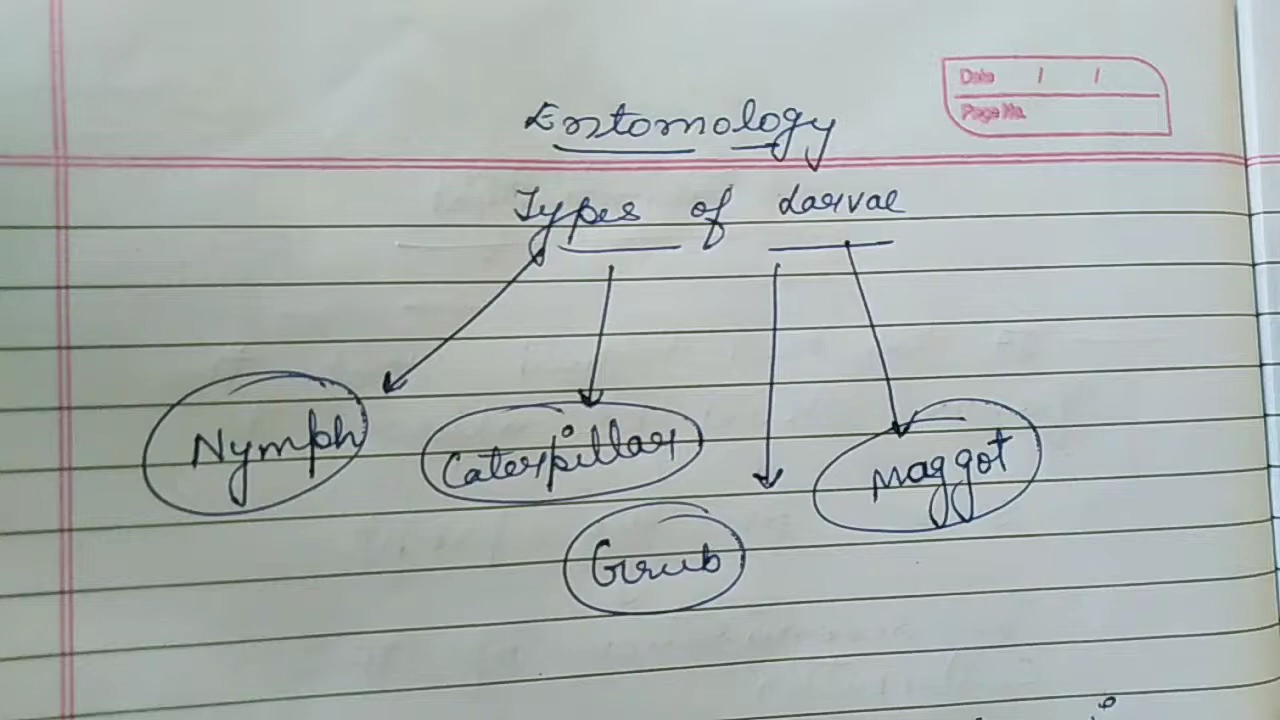 Date / /
Page No.
Entomology
Types of Larvae
Nymph
Caterpillar
Maggot
Grub